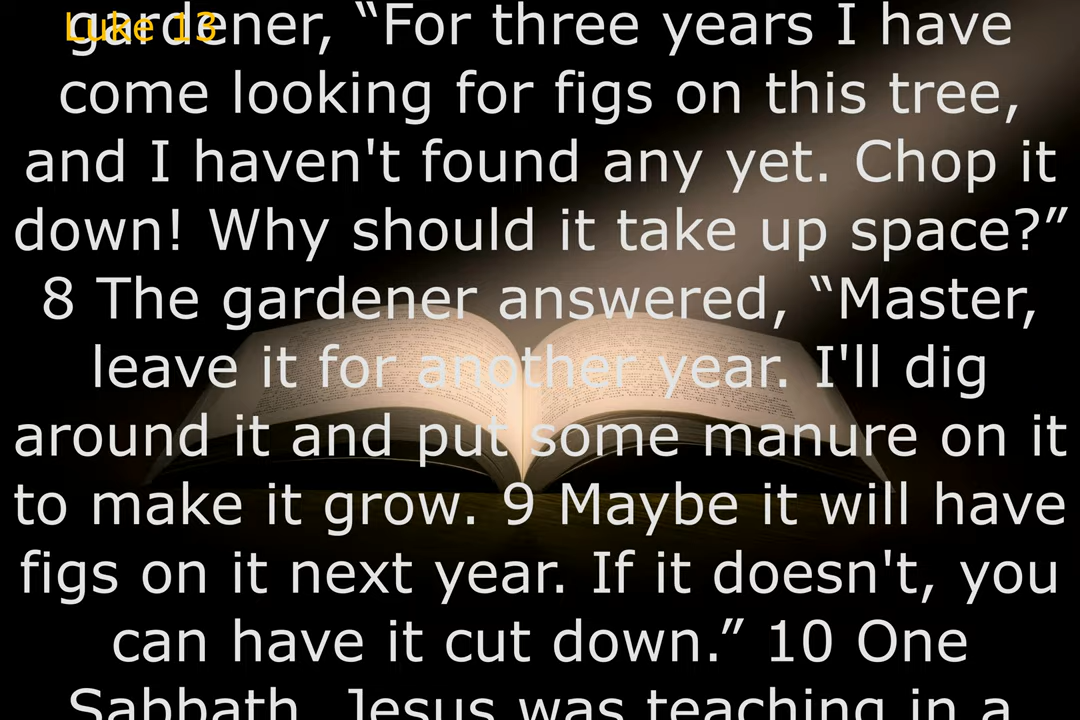 Luke 13
gardener, “For three years I have
come looking for figs on this tree,
and I haven't found any yet. Chop it
down! Why should it take up space?”
8 The gardener answered, “Master,
leave it for another year. I'll dig
around it and put some manure on it
to make it grow. 9 Maybe it will have
figs on it next year. If it doesn't, you
can have it cut down.” 10 One
Sabbath, Jesus was teaching in a